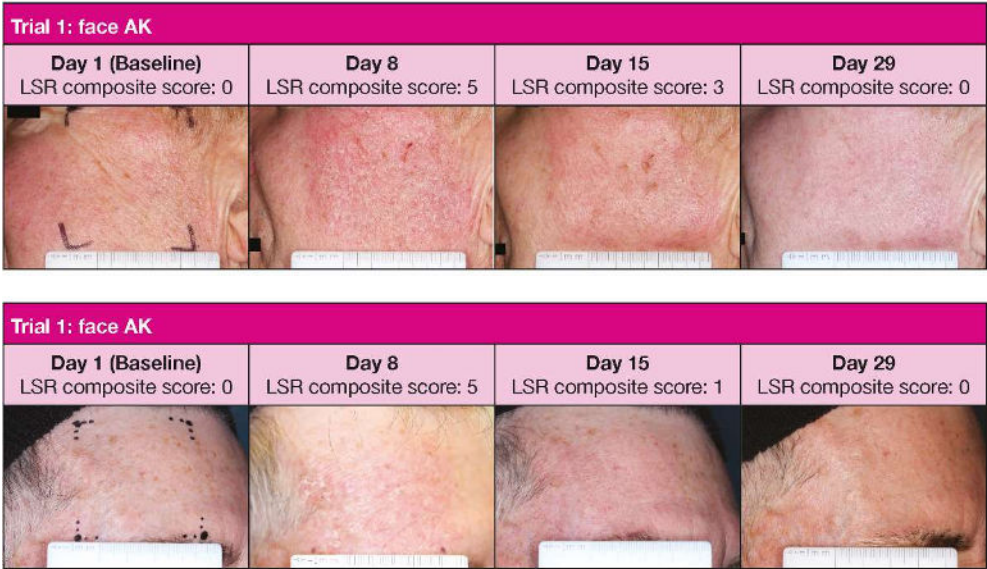 Trial 1: face AK
Day 1 (Baseline)
LSR composite score: 0
Day 8
LSR composite score: 5
Day 15
LSR composite score: 3
Day 29
LSR composite score: 0
Trial 1: face AK
Day 1 (Baseline)
LSR composite score: 0
Day 8
LSR composite score: 5
Day 15
LSR composite score: 1
Day 29
LSR composite score: 0